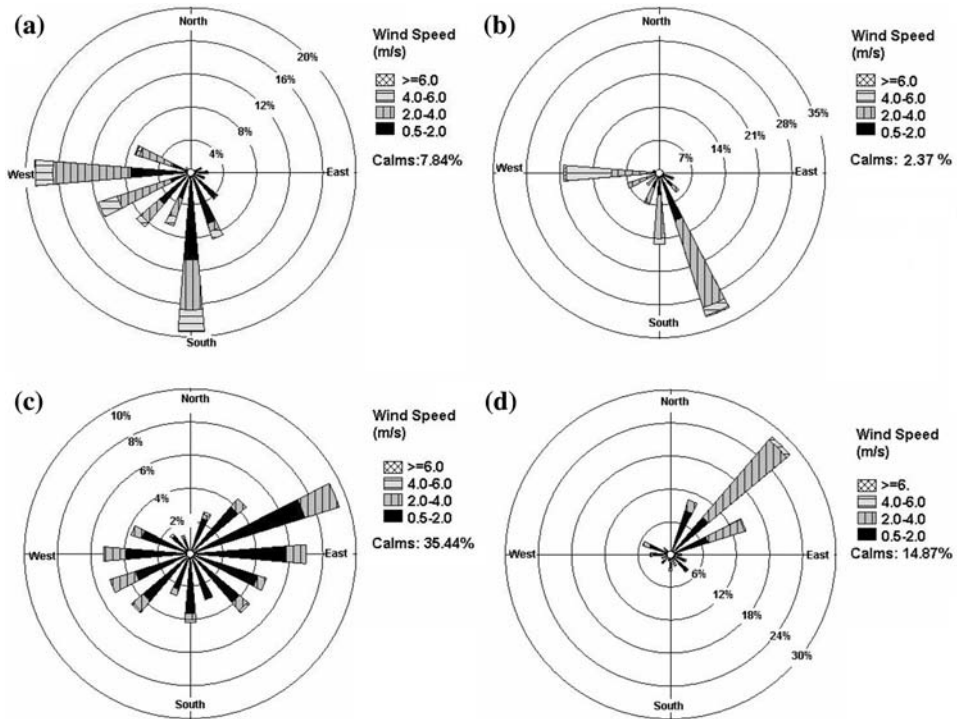 (a)
North
20%
16%
12%
8%
4%
West
East
South
Wind Speed
(m/s)
>=6.0
4.0-6.0
2.0-4.0
0.5-2.0
Calms:7.84%
(b)
North
35%
28%
21%
14%
7%
West
East
South
Wind Speed
(m/s)
>=6.0
4.0-6.0
2.0-4.0
0.5-2.0
Calms: 2.37 %
(c)
North
10%
8%
6%
4%
2%
West
East
South
Wind Speed
(m/s)
>=6.0
4.0-6.0
2.0-4.0
0.5-2.0
Calms: 35.44%
(d)
North
West
East
6%
12%
18%
24%
30%
South
Wind Speed
(m/s)
>=6.
4.0-6.0
2.0-4.0
0.5-2.0
Calms: 14.87%